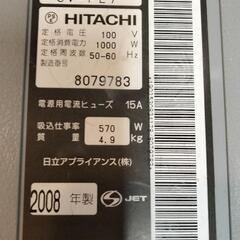 PS E
HITACHI
定格電圧 100 V
定格消費電力 1000 W
定格周波数 50-60 Hz
製造番号
8079783
電源用電流ヒューズ 15A
吸込仕事率 570 W
質量 4.9 kg
日立アプライアンス(株)
2008 年製
S JET